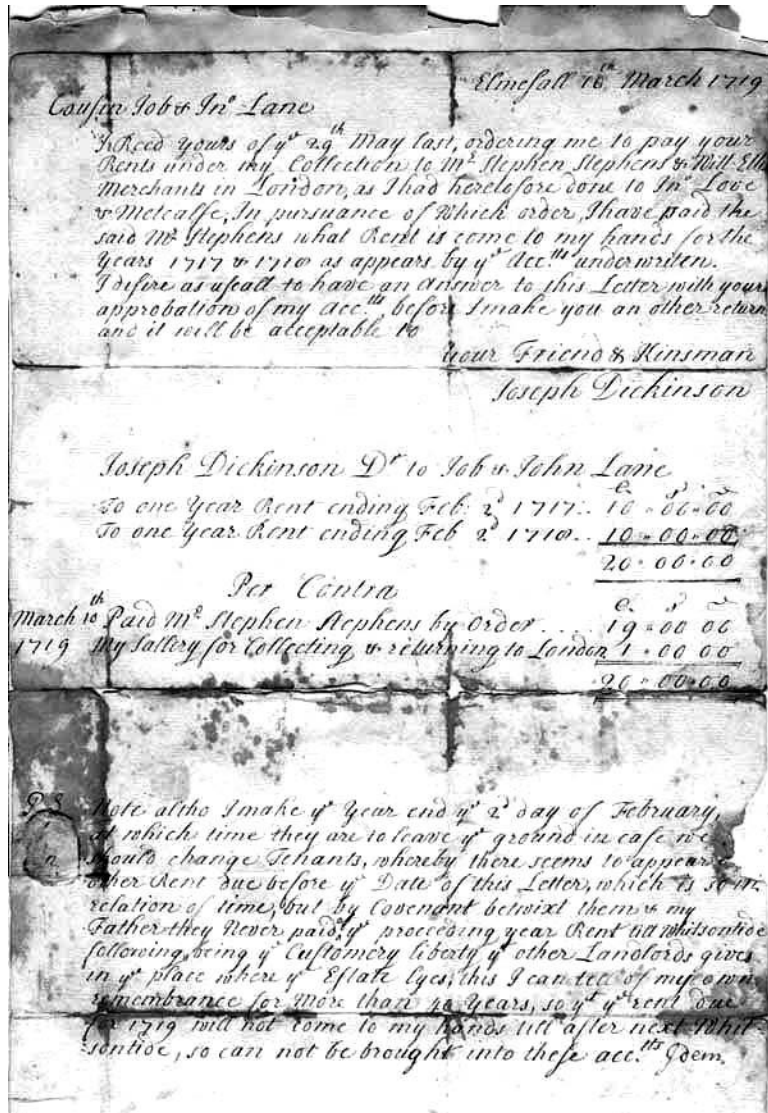 Elmesall 10th March 1719
Cousin Job & Jno Lane
I Reed yours of ye 29th May last, ordering me to pay your
Rents under my Collection to Mr Stephen Stephens & Will
Merchants in London, as I had heretofore done to Jno Love
& Metcalfe, In pursuance of Which order, I have paid the
said Mr Stephens what Rent is come to my hands for the
Years 1717 & 1718 as appears by ye Acc.tts underwriten.
I desire as useall to have an Answer to this Letter with your
approbation of my Acc.tts before I make you an other return
and it will be acceptable to
Your Friend & Kinsman
Joseph Dickinson
Joseph Dickinson Dr to Job & John Lane
To one Year Rent ending Feb: 2d 1717.. 10 " 00 " 00
To one Year Rent ending Feb 2d 1718.. 10 " 00 " 00
20 " 00 " 00
Per Contra
March 10th Paid Mr Stephen Stephens by Order .... 19 " 00 00
1719 My Sallery for Collecting & returning to London 1 " 00 00
20 " 00 " 00
P.S Note altho I make ye Year end ye 2d day of February,
at which time they are to leave ye ground in case we
should change Tenants, whereby there seems to appear
other Rent due before ye Date of this Letter, which is so in
relation of time, but by Covenant betwixt them & my
Father they Never paid ye proceeding year Rent till Whitsontide
following, being ye Customery liberty ye other Landlords gives
in ye place where ye Estate Lyes, this I can tell of my own
remembrance for More than 40 Years, so yt ye rent due
for 1719 will not come to my hands till after next Whit-
sontide, so can not be brought into these acc.tts Idem.